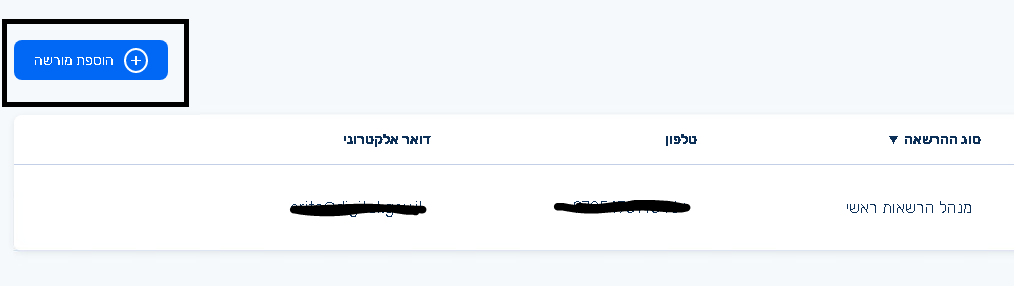 הוספת מורשה
סוג ההרשאה ▼ טלפון דואר אלקטרוני
מנהל הרשאות ראשי